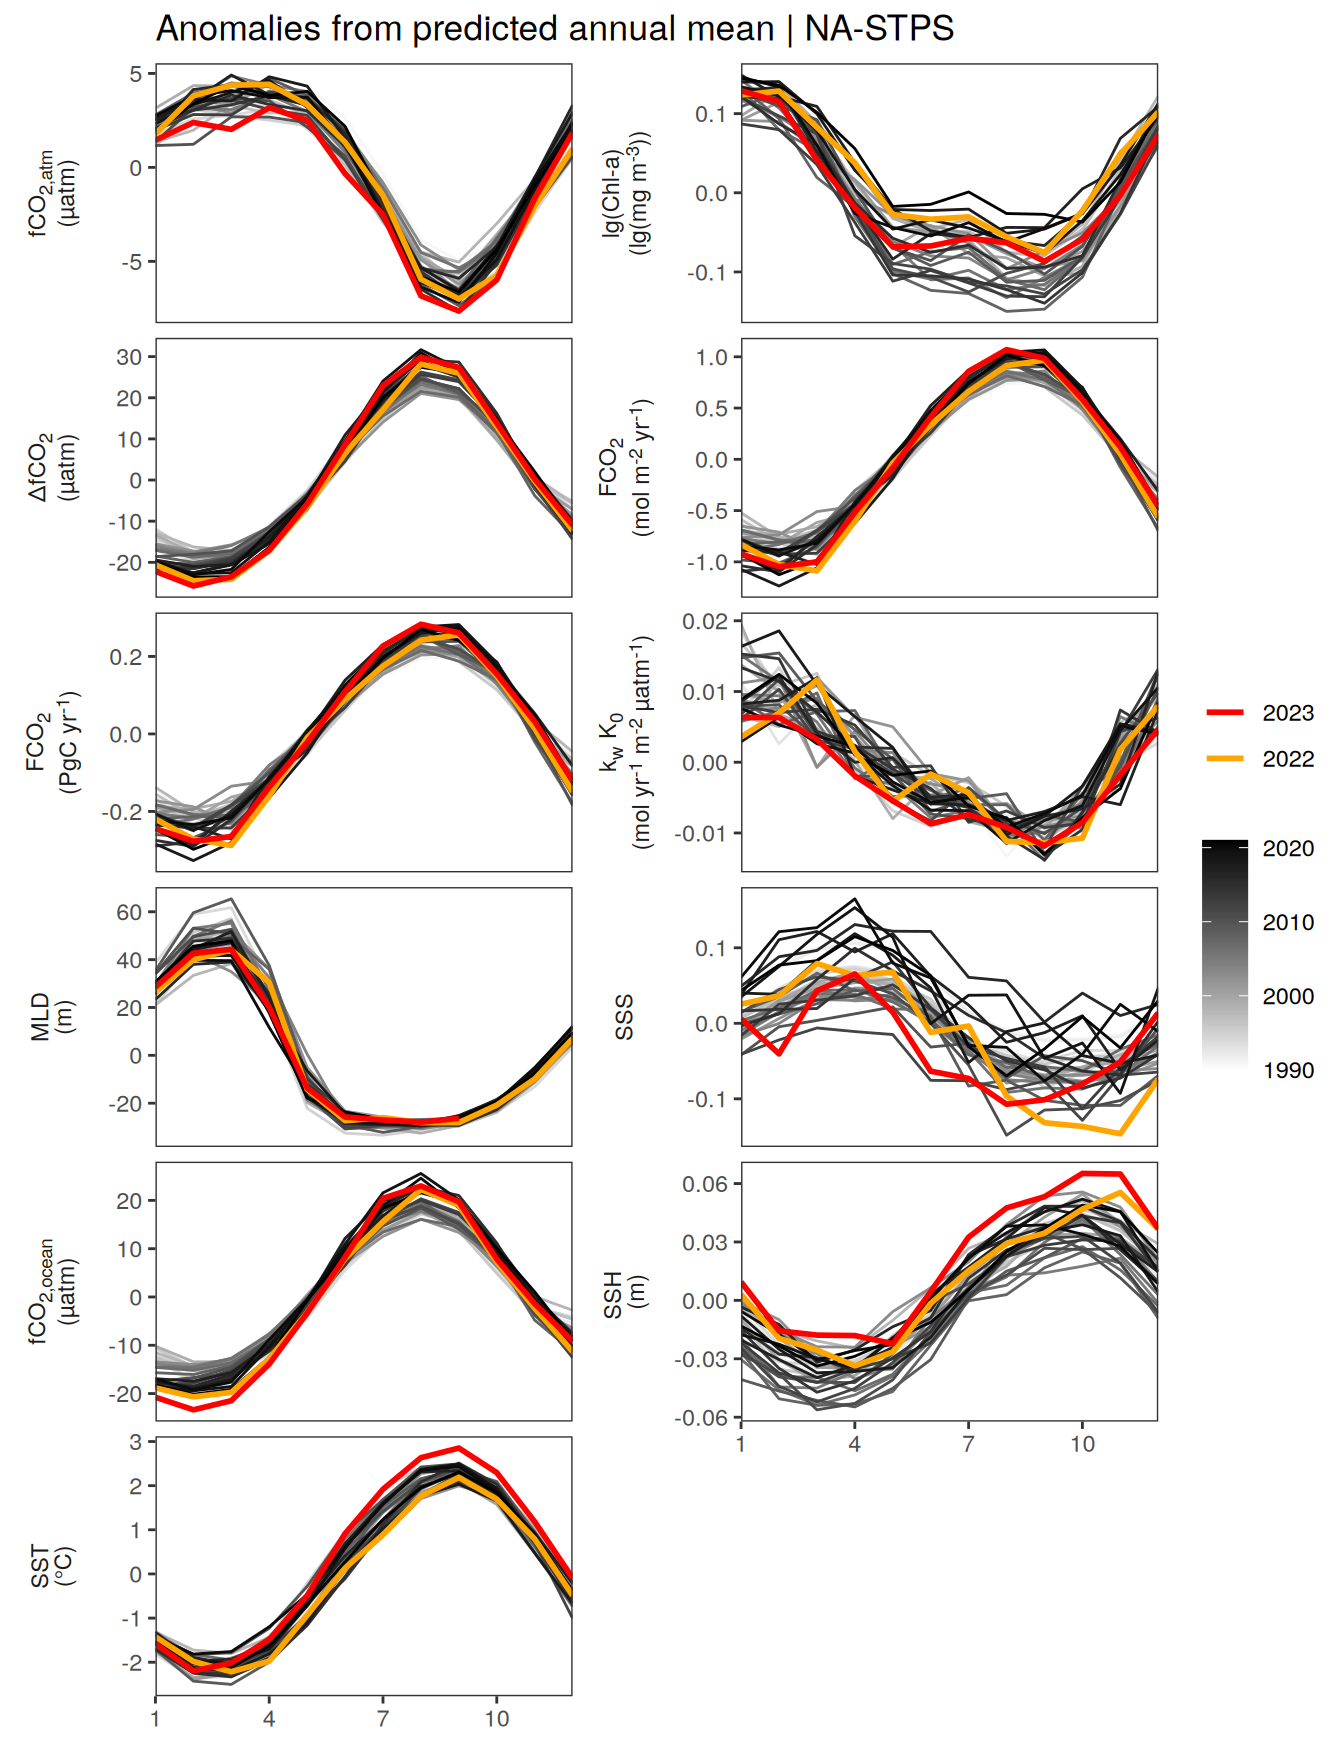 Anomalies from predicted annual mean | NA-STPS
fCO2,atm
(µatm)
5
0
-5
lg(Chl-a)
(lg(mg m-3))
0.1
0.0
-0.1
ΔfCO2
(µatm)
30
20
10
0
-10
-20
FCO2
(mol m-2 yr-1)
1.0
0.5
0.0
-0.5
-1.0
FCO2
(PgC yr-1)
0.2
0.0
-0.2
kw K0
(mol yr-1 m-2 µatm-1)
0.02
0.01
0.00
-0.01
MLD
(m)
60
40
20
0
-20
SSS
0.1
0.0
-0.1
fCO2,ocean
(µatm)
20
10
0
-10
-20
SSH
(m)
0.06
0.03
0.00
-0.03
-0.06
1 4 7 10
SST
(°C)
3
2
1
0
-1
-2
1 4 7 10
2023
2022
2020
2010
2000
1990